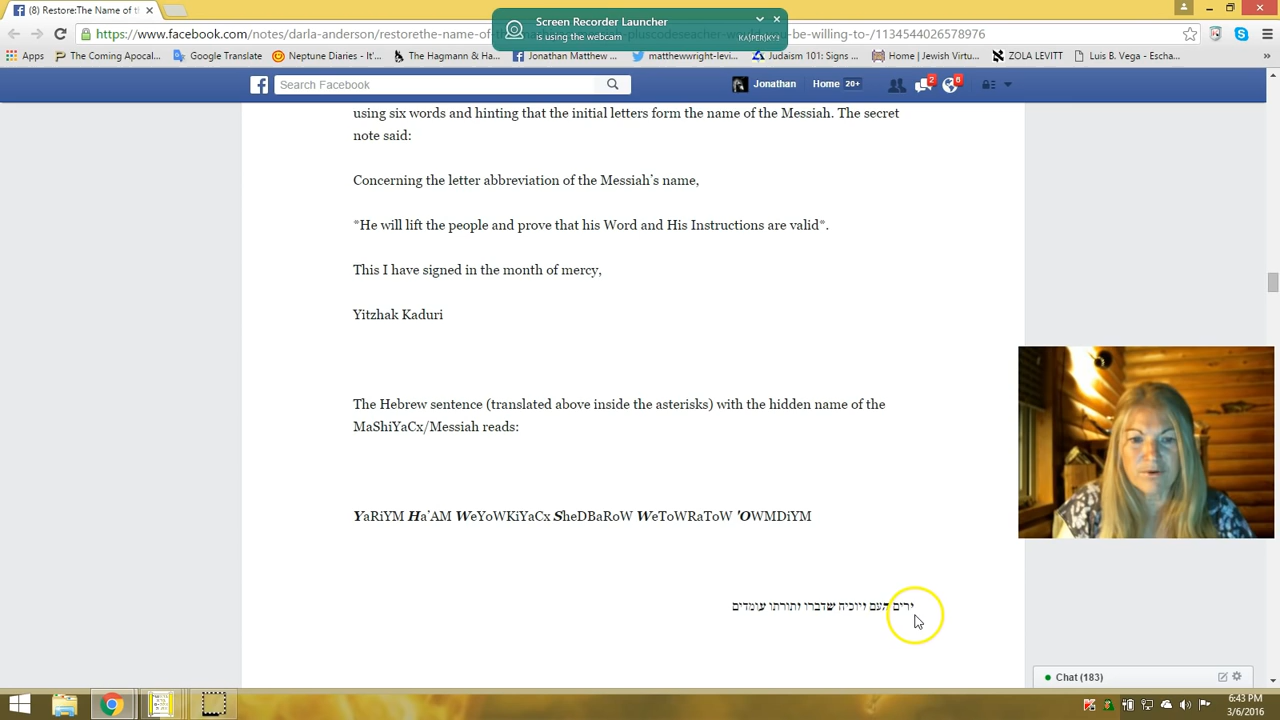 (8) Restore:The Name of th
Screen Recorder Launcher
is using the webcam
KASPERSKY
https://www.facebook.com/notes/darla-anderson/restorethe-name-of-th
be-willing-to-/1134544026578976
Apps
The Coming Apocal...
Google Translate
Neptune Diaries - It'...
The Hagmann & Ha...
Jonathan Matthew ...
matthewwright-levi...
Judaism 101: Signs ...
Home | Jewish Virtu...
ZOLA LEVITT
Luis B. Vega - Escha...
Search Facebook
Jonathan
Home 20+
2
8
using six words and hinting that the initial letters form the name of the Messiah. The secret
note said:
Concerning the letter abbreviation of the Messiah’s name,
*He will lift the people and prove that his Word and His Instructions are valid*.
This I have signed in the month of mercy,
Yitzhak Kaduri
The Hebrew sentence (translated above inside the asterisks) with the hidden name of the
MaShiYaCx/Messiah reads:
YaRiYM Ha’AM WeYoWKiYaCx SheDBaRoW WeToWRaToW 'OWMDiYM
ירים העם ויוכיח שדברו ותורתו עומדים
Chat (183)
6:43 PM
3/6/2016